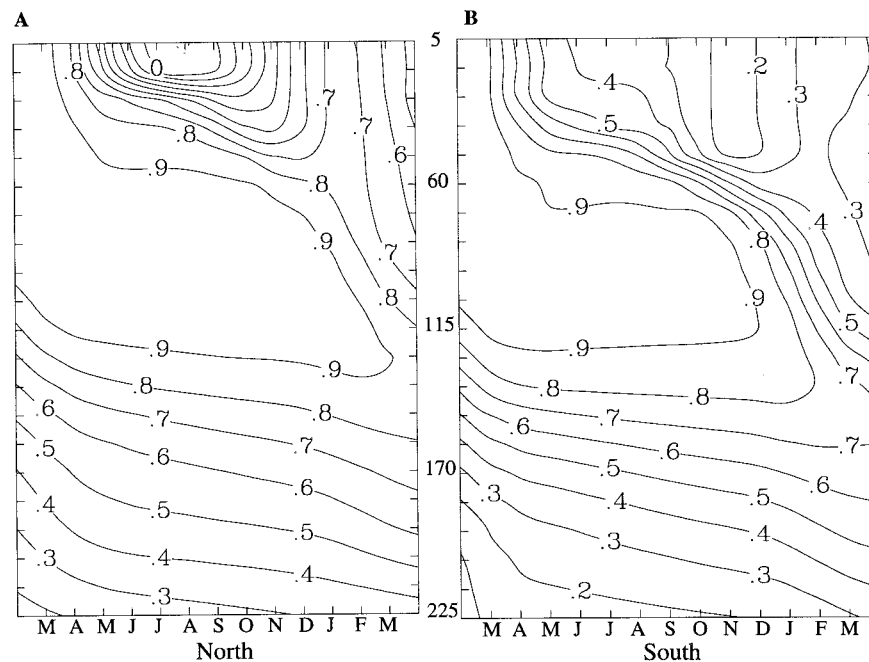 A
B
5
60
115
170
225
.8 0 .7
.8 .7 .6
.9 .8
.9 .7
.8
.9 .9
.8 .8
.6 .7 .7
.5 .6 .6
.4 .5 .5
.3 .4 .4
.3
M A M J J A S O N D J F M
North
.4 .2 .3
.5
.9 .4 .3
.8
.9 .5
.9 .7
.8 .8
.6 .7 .7
.6 .6
.3 .5 .5
.4 .4
.3 .3
.2
M A M J J A S O N D J F M
South